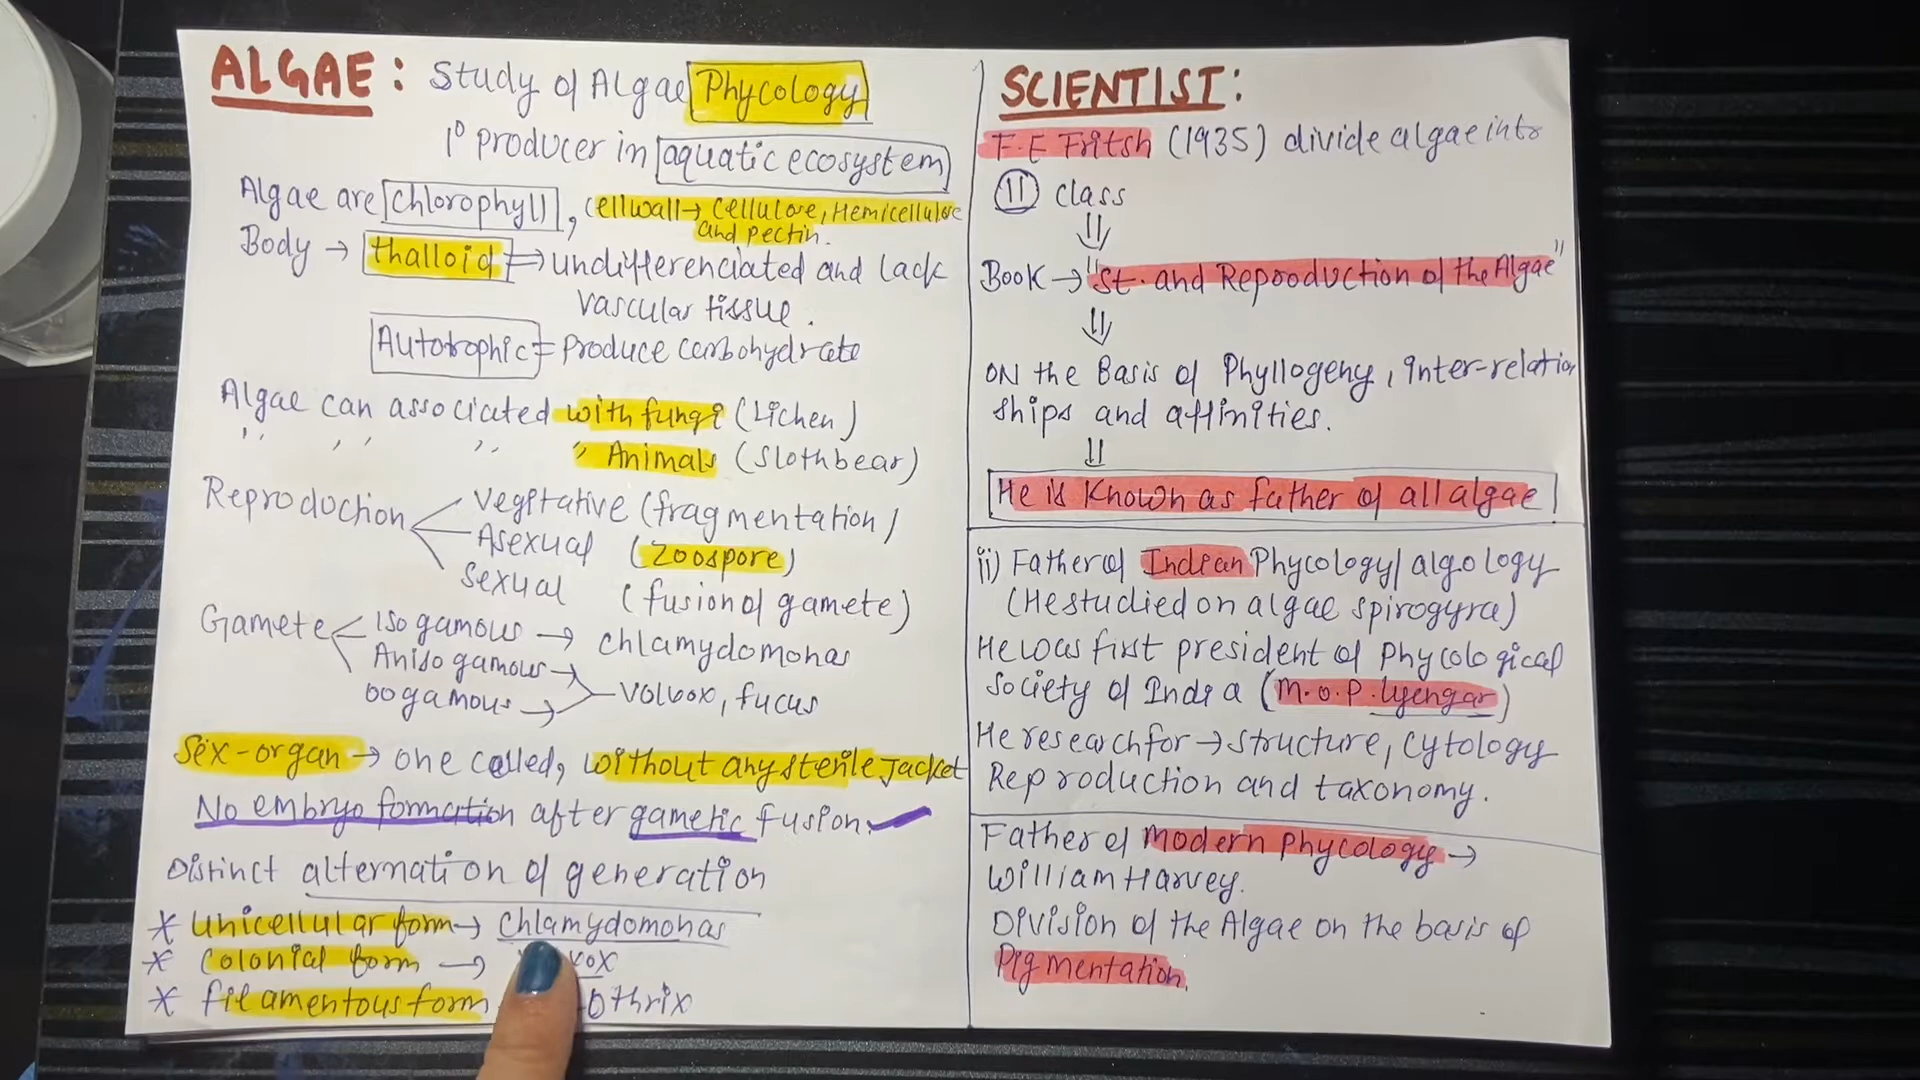 ALGAE: Study of Algae Phycology
1° producer in aquatic ecosystem
Algae are Chlorophyll, cellwall→ cellulose, Hemicellulose
and pectin.
Body → thalloid ⇒ undifferenciated and lack
vascular tissue.
Autotrophic = produce carbohydrate
Algae can associated with fungi (Lichen)
〃 〃 〃 〃 Animals (Slothbear)
Reproduction
Vegitative (fragmentation)
Asexual (zoospore)
Sexual (fusion of gamete)
Gamete
Isogamous → chlamydomonas
Anisogamous →
oogamous → volvox, fucus
Sex-organ → one celled, without any sterile Jacket
No embryo formation after gametic fusion.
Distinct alternation of generation
* unicellular form → Chlamydomonas
* colonial form → vox
* filamentous form othrix
SCIENTIST:
F.E Fritsh (1935) divide algae into
11 class
⇓
Book → "St. and Reproduction of the Algae"
⇓
ON the Basis of Phyllogeny, inter-relation
ships and affinities.
⇓
He is Known as father of all algae
ii) Father of Indian Phycology/algology
(He studied on algae spirogyra)
He was first president of Phycological
Society of India (M.O.P. Iyengar)
He research for → structure, cytology
Reproduction and taxonomy.
Father of modern phycology →
William Harvey.
Division of the Algae on the basis of
Pigmentation.